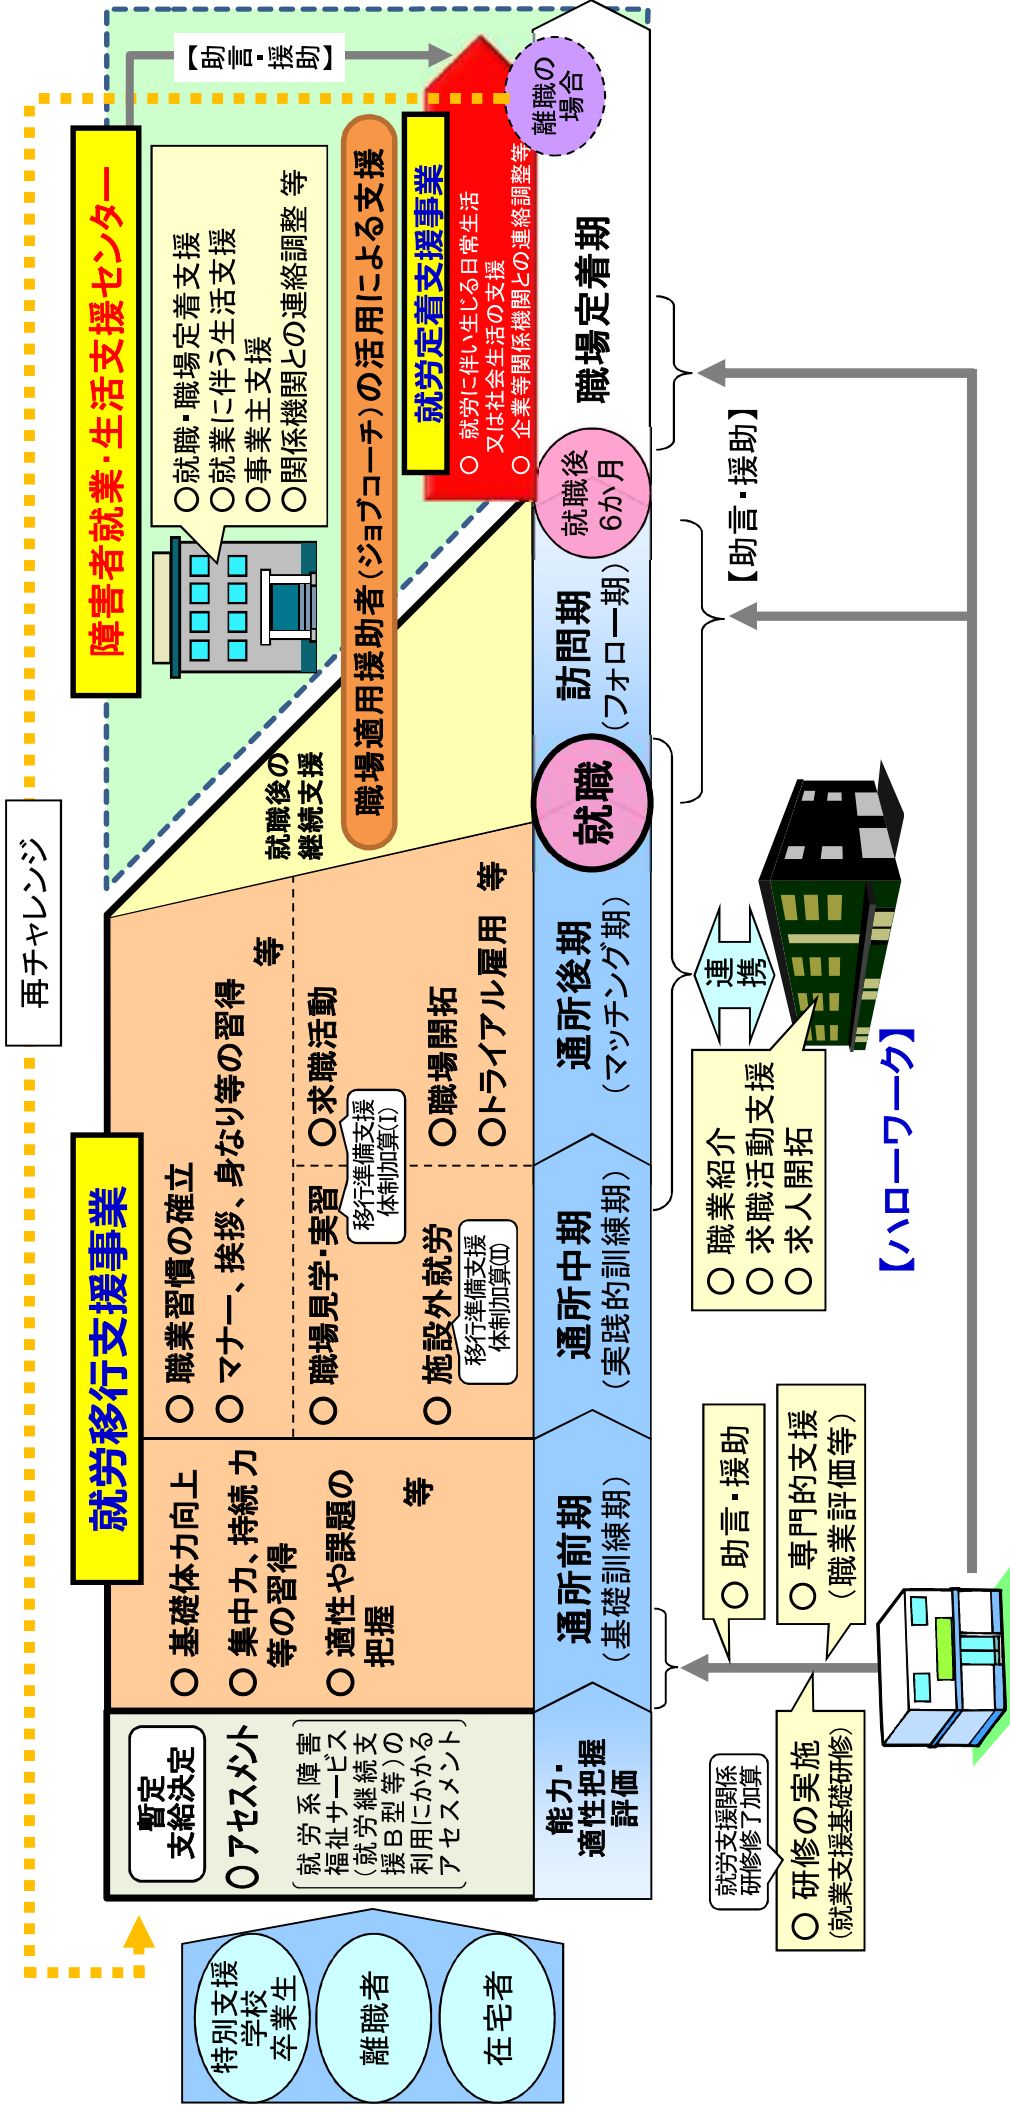 再チャレンジ
就労移行支援事業
障害者就業・生活支援センター
【助言・援助】
○就職・職場定着支援
○就業に伴う生活支援
○事業主支援
○関係機関との連絡調整 等
暫定
支給決定
○アセスメント
就労系障害
福祉サービス
(就労継続支
援B型等)の
利用にかかる
アセスメント
○ 基礎体力向上
○ 集中力、持続力
等の習得
○ 適性や課題の
把握
等
○ 職業習慣の確立
○ マナー、挨拶、身なり等の習得
等
○ 職場見学・実習
移行準備支援
体制加算(Ⅰ)
○ 施設外就労
移行準備支援
体制加算(Ⅱ)
○求職活動
○職場開拓
○トライアル雇用 等
就職後の
継続支援
職場適用援助者(ジョブコーチ)の活用による支援
就労定着支援事業
○ 就労に伴い生じる日常生活
又は社会生活の支援
○ 企業等関係機関との連絡調整等
離職の
場合
特別支援
学校
卒業生
離職者
在宅者
能力・
適性把握
評価
通所前期
(基礎訓練期)
通所中期
(実践的訓練期)
通所後期
(マッチング期)
就職
訪問期
(フォロー期)
就職後
6か月
職場定着期
就労支援関係
研修修了加算
○ 研修の実施
(就業支援基礎研修)
○ 助言・援助
○ 専門的支援
(職業評価等)
○ 職業紹介
○ 求職活動支援
○ 求人開拓
連
携
【ハローワーク】
【助言・援助】